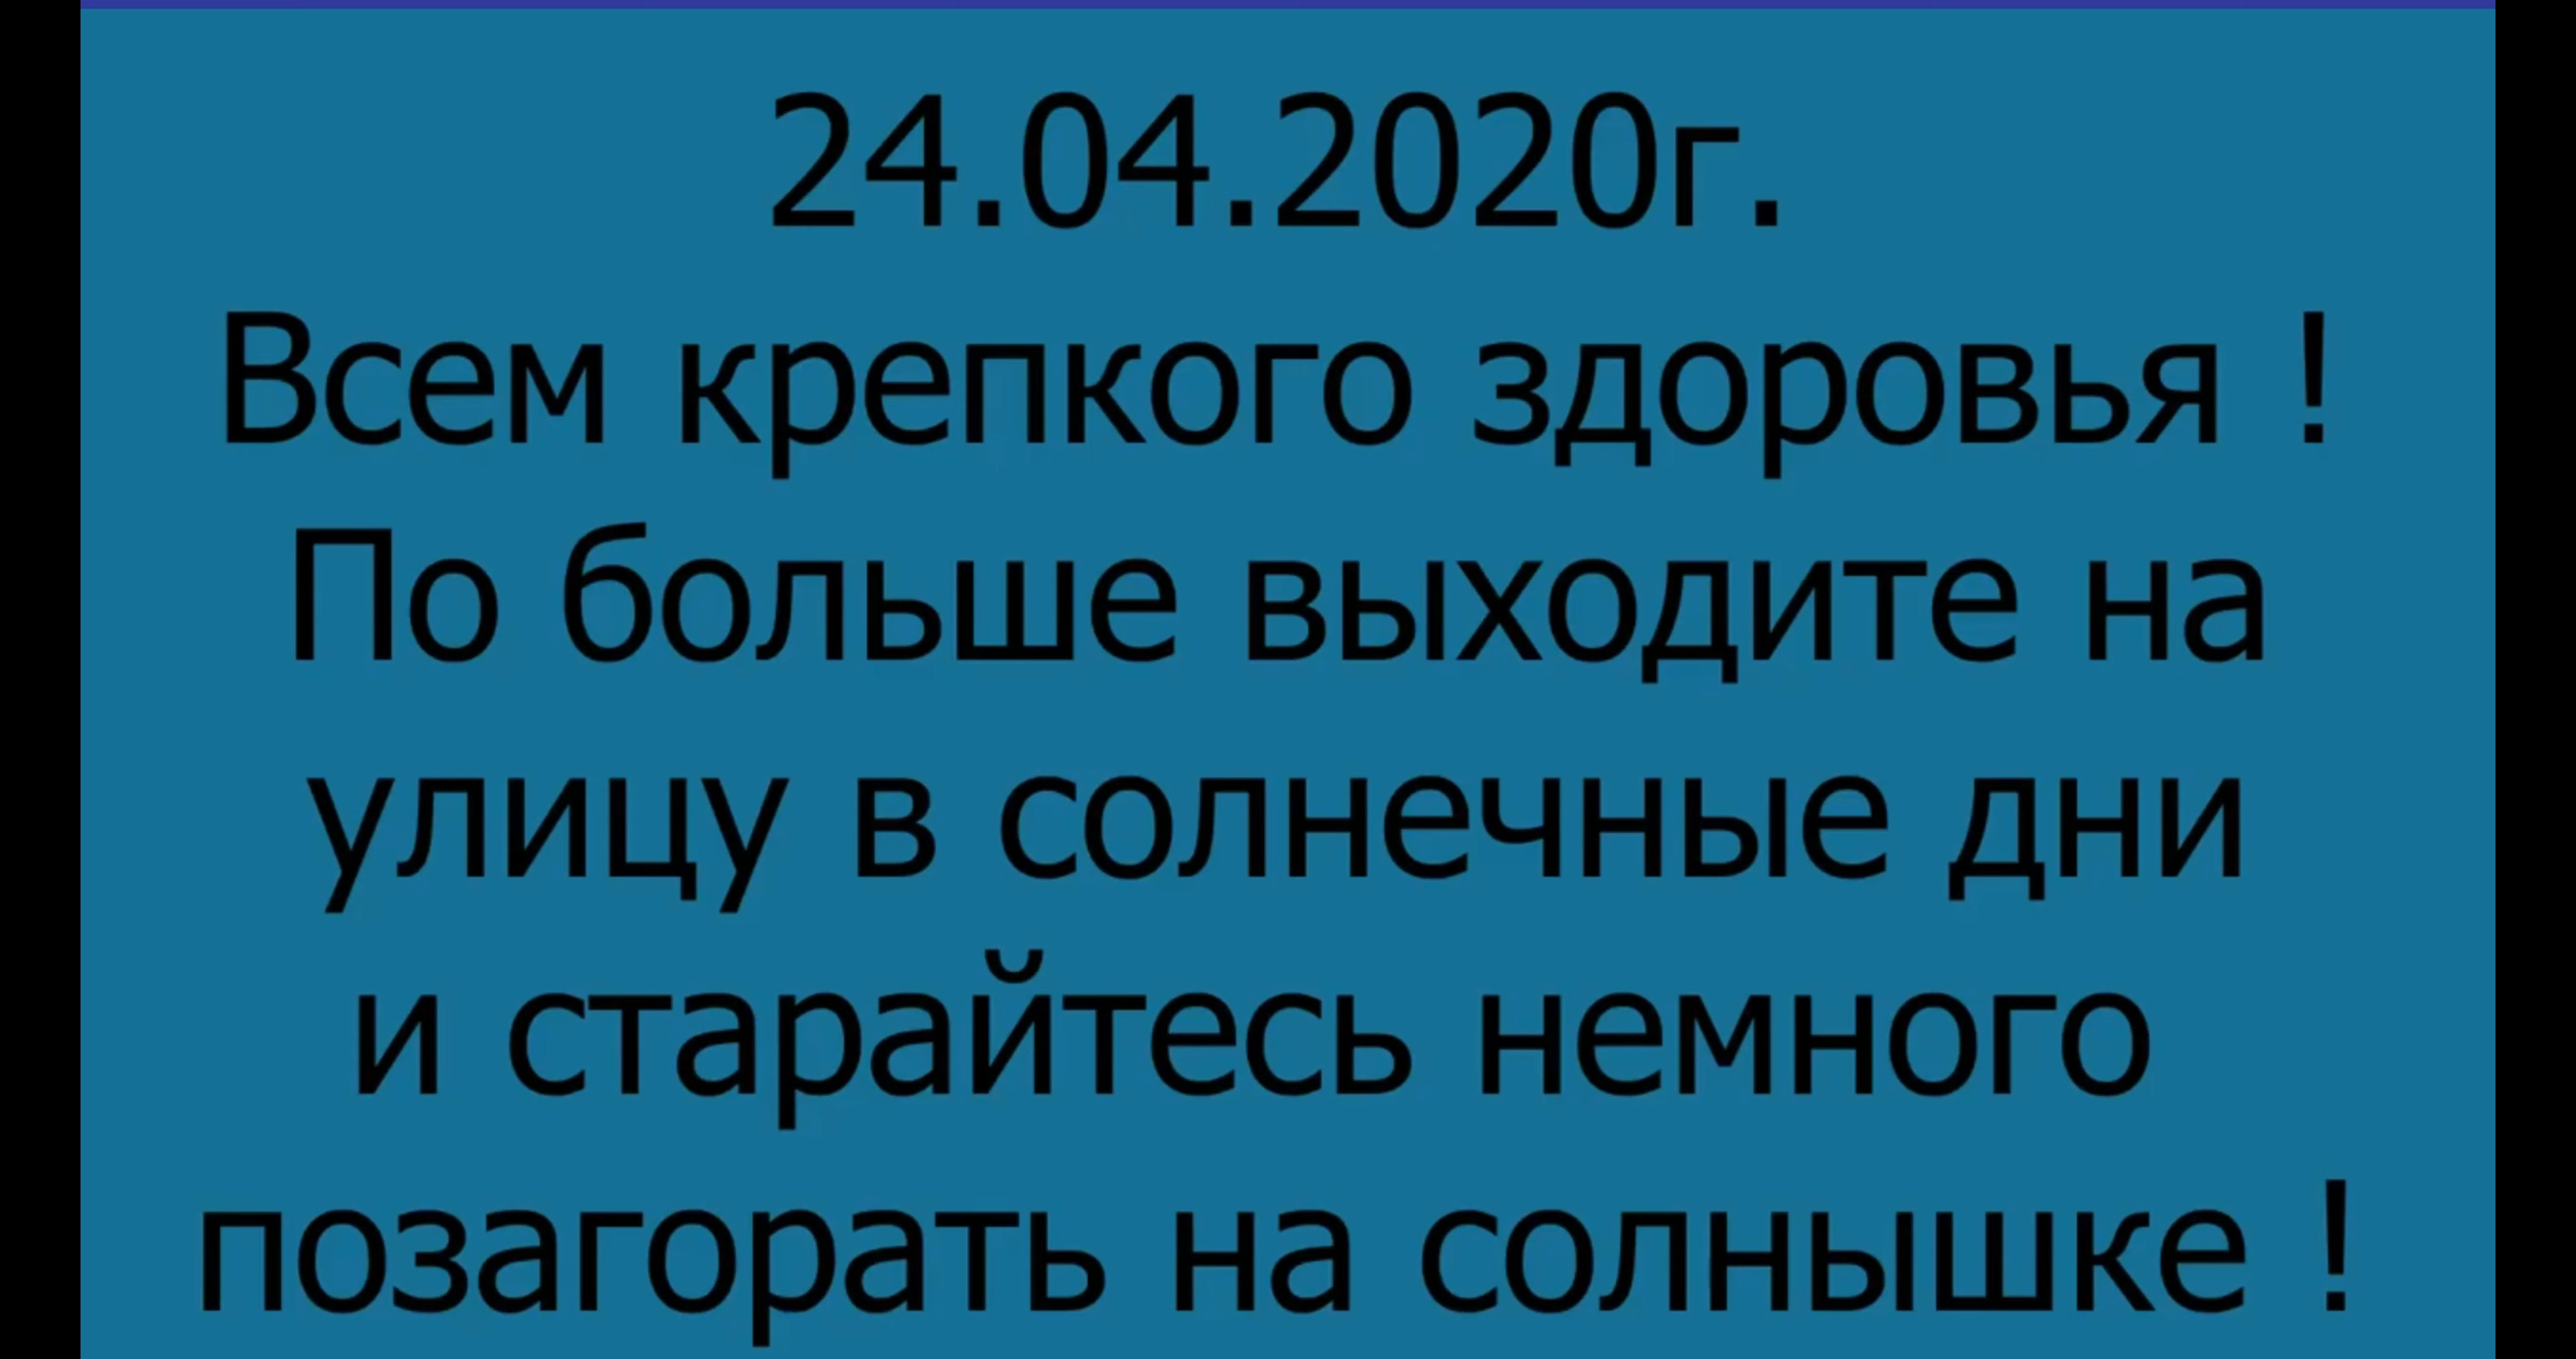 24.04.2020г.
Всем крепкого здоровья !
По больше выходите на
улицу в солнечные дни
и старайтесь немного
позагорать на солнышке !